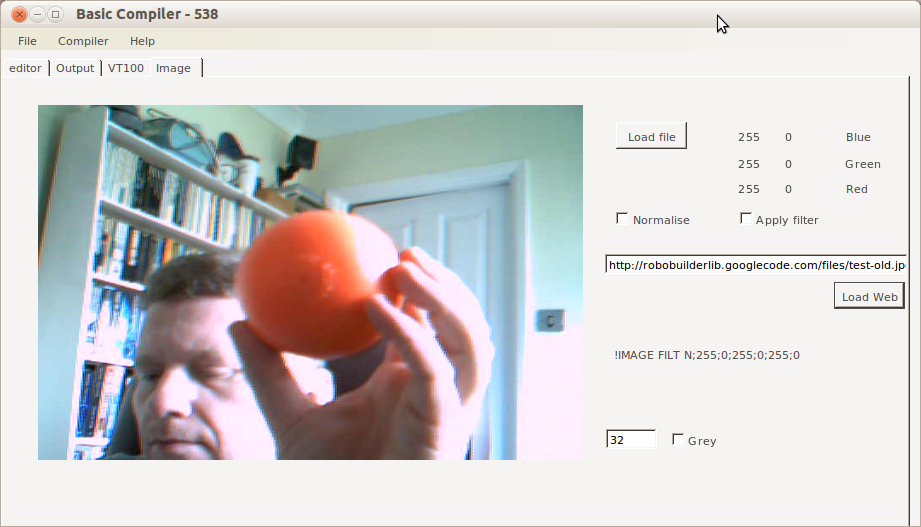 Basic Compiler - 538
File Compiler Help
editor Output VT100 Image
Load file 255 0 Blue
255 0 Green
255 0 Red
Normalise Apply filter
http://robobuilderlib.googlecode.com/files/test-old.jp
Load Web
!IMAGE FILT N;255;0;255;0;255;0
32 Grey